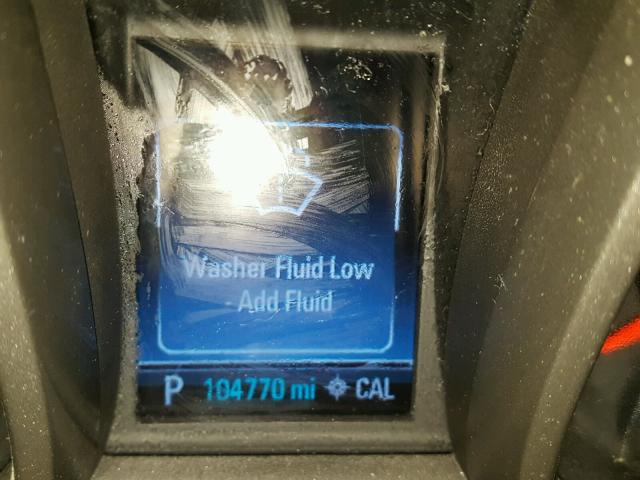 Washer Fluid Low
- Add Fluid
P 104770 mi CAL